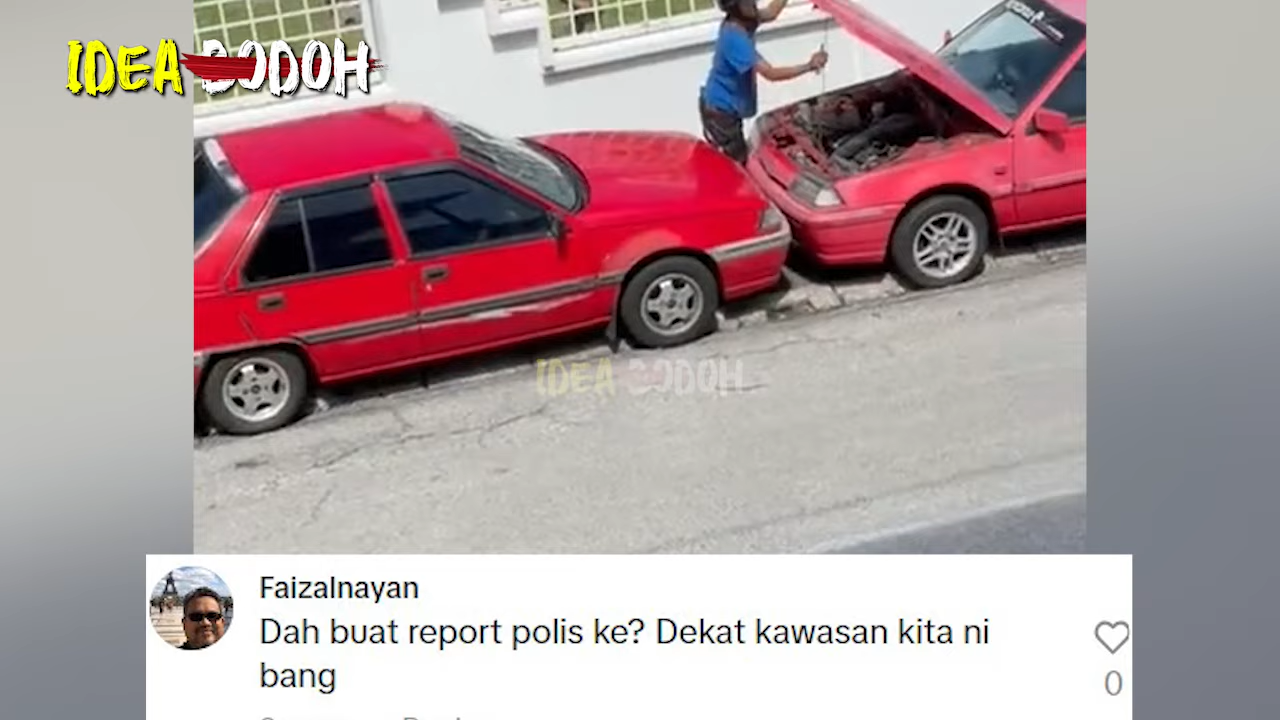 IDEA BODOH
IDEA BODOH
Faizalnayan
Dah buat report polis ke? Dekat kawasan kita ni
bang
0